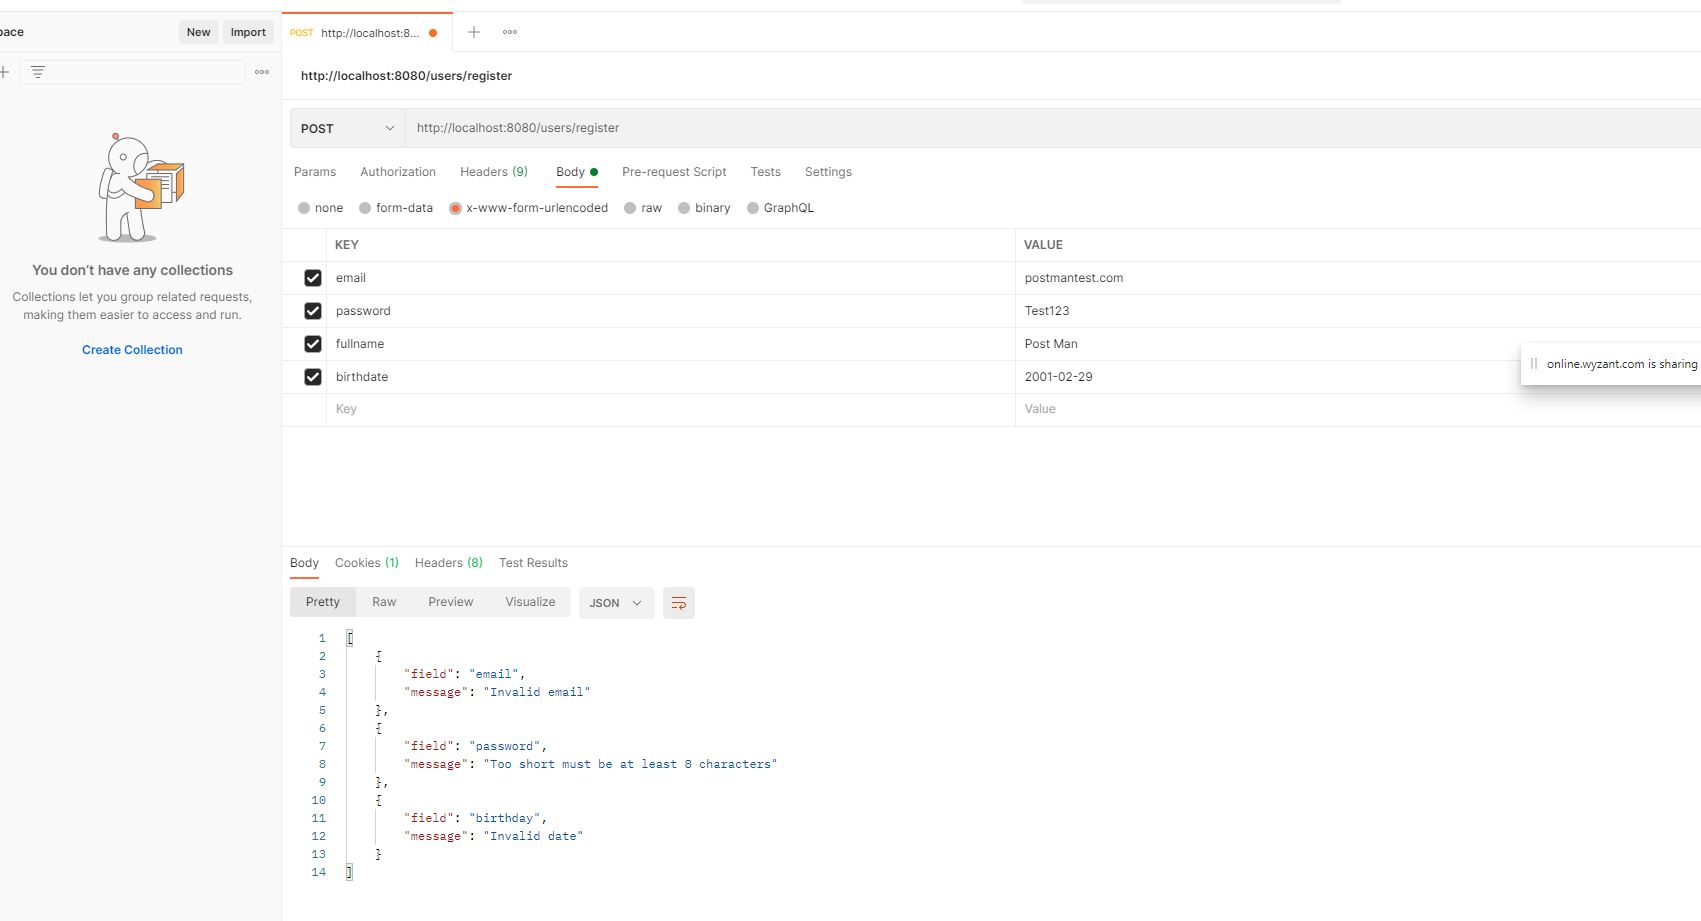 pace New Import
POST http://localhost:8...
http://localhost:8080/users/register
POST http://localhost:8080/users/register
Params Authorization Headers (9) Body Pre-request Script Tests Settings
none form-data x-www-form-urlencoded raw binary GraphQL
KEY VALUE
email postmantest.com
password Test123
fullname Post Man
birthdate 2001-02-29
Key Value
You don’t have any collections
Collections let you group related requests,
making them easier to access and run.
Create Collection
online.wyzant.com is sharing
Body Cookies (1) Headers (8) Test Results
Pretty Raw Preview Visualize JSON
1 [
2 {
3 "field": "email",
4 "message": "Invalid email"
5 },
6 {
7 "field": "password",
8 "message": "Too short must be at least 8 characters"
9 },
10 {
11 "field": "birthday",
12 "message": "Invalid date"
13 }
14 ]